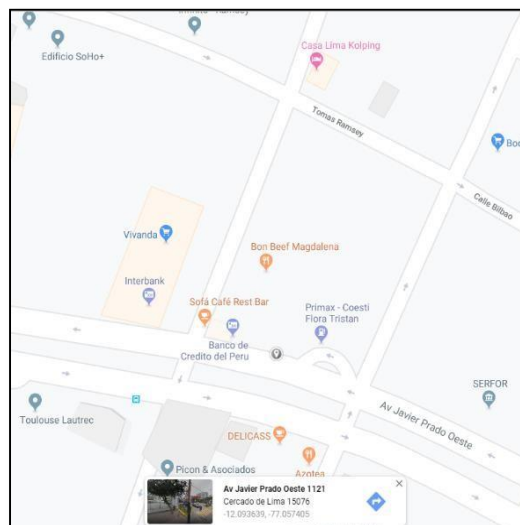 Edificio SoHo+
Casa Lima Kolping
Tomas Ramsey
Calle Bilbao
Vivanda
Bon Beef Magdalena
Interbank
Sofá Café Rest Bar
Primax - Coesti
Flora Tristan
Banco de
Credito del Peru
Av Javier Prado Oeste
SERFOR
Toulouse Lautrec
DELICASS
Picon & Asociados
Azotea
Av Javier Prado Oeste 1121
Cercado de Lima 15076
-12.093639, -77.057405